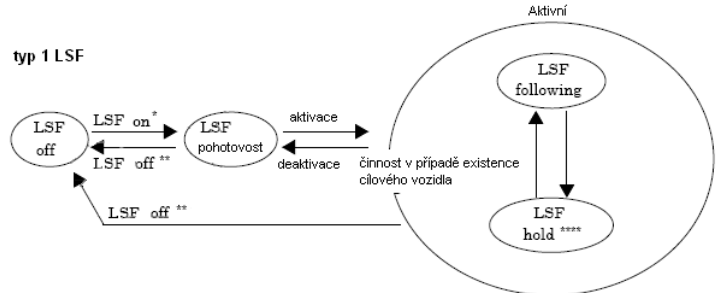 Aktivní
typ 1 LSF
LSF
following
LSF on*
LSF
off
LSF
pohotovost
aktivace
LSF off **
deaktivace
činnost v případě existence
cílového vozidla
LSF off **
LSF
hold ****